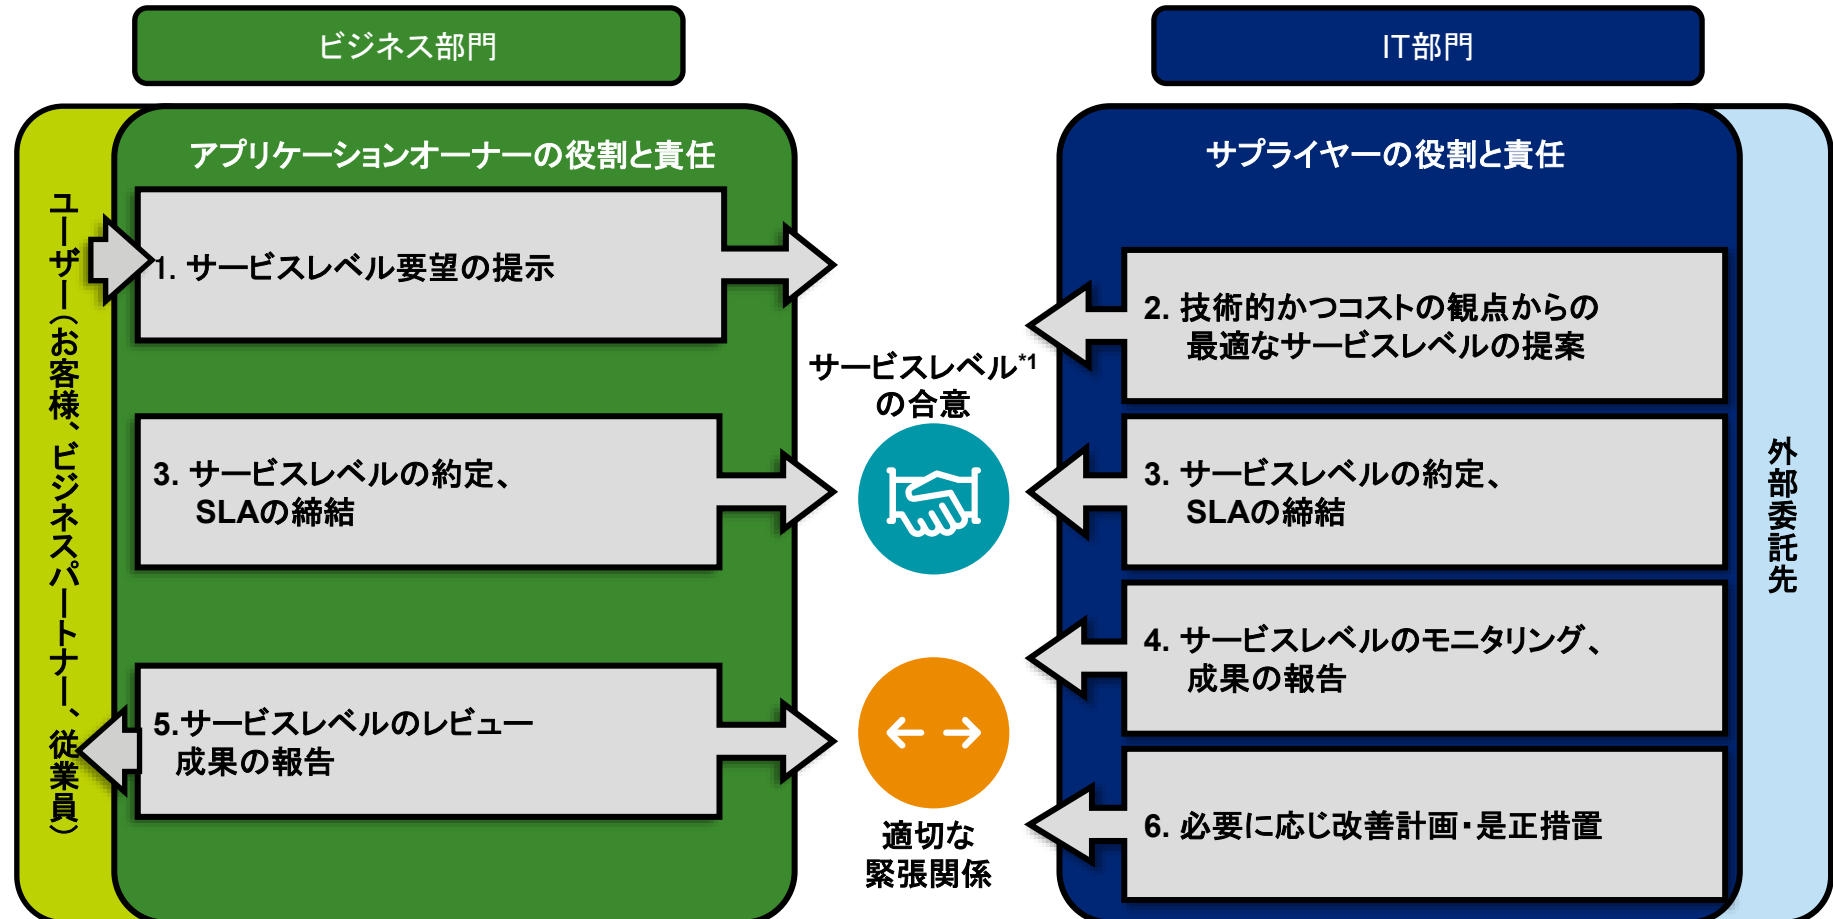 ビジネス部門
IT部門
アプリケーションオーナーの役割と責任
サプライヤーの役割と責任
ユーザー(お客様、ビジネスパートナー、従業員)
1. サービスレベル要望の提示
2. 技術的かつコストの観点からの
最適なサービスレベルの提案
サービスレベル*1
の合意
3. サービスレベルの約定、
SLAの締結
3. サービスレベルの約定、
SLAの締結
外部委託先
4. サービスレベルのモニタリング、
成果の報告
5.サービスレベルのレビュー
成果の報告
適切な
緊張関係
6. 必要に応じ改善計画・是正措置